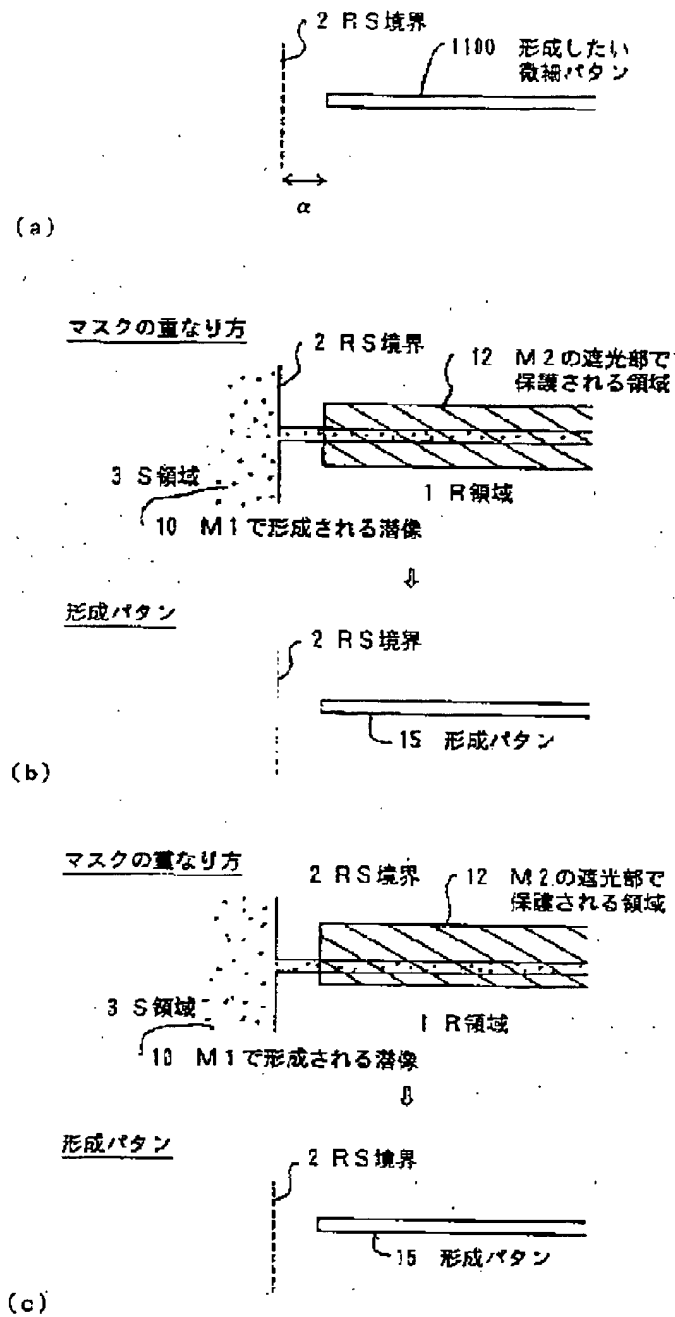 2 RS境界
1100 形成したい
微細パタン
α
(a)
マスクの重なり方
2 RS境界
12 M2の遮光部で
保護される領域
3 S領域
1 R領域
10 M1で形成される潜像
⇩
形成パタン
2 RS境界
15 形成パタン
(b)
マスクの重なり方
2 RS境界
12 M2の遮光部で
保護される領域
3 S領域
1 R領域
10 M1で形成される潜像
⇩
形成パタン
2 RS境界
15 形成パタン
(c)